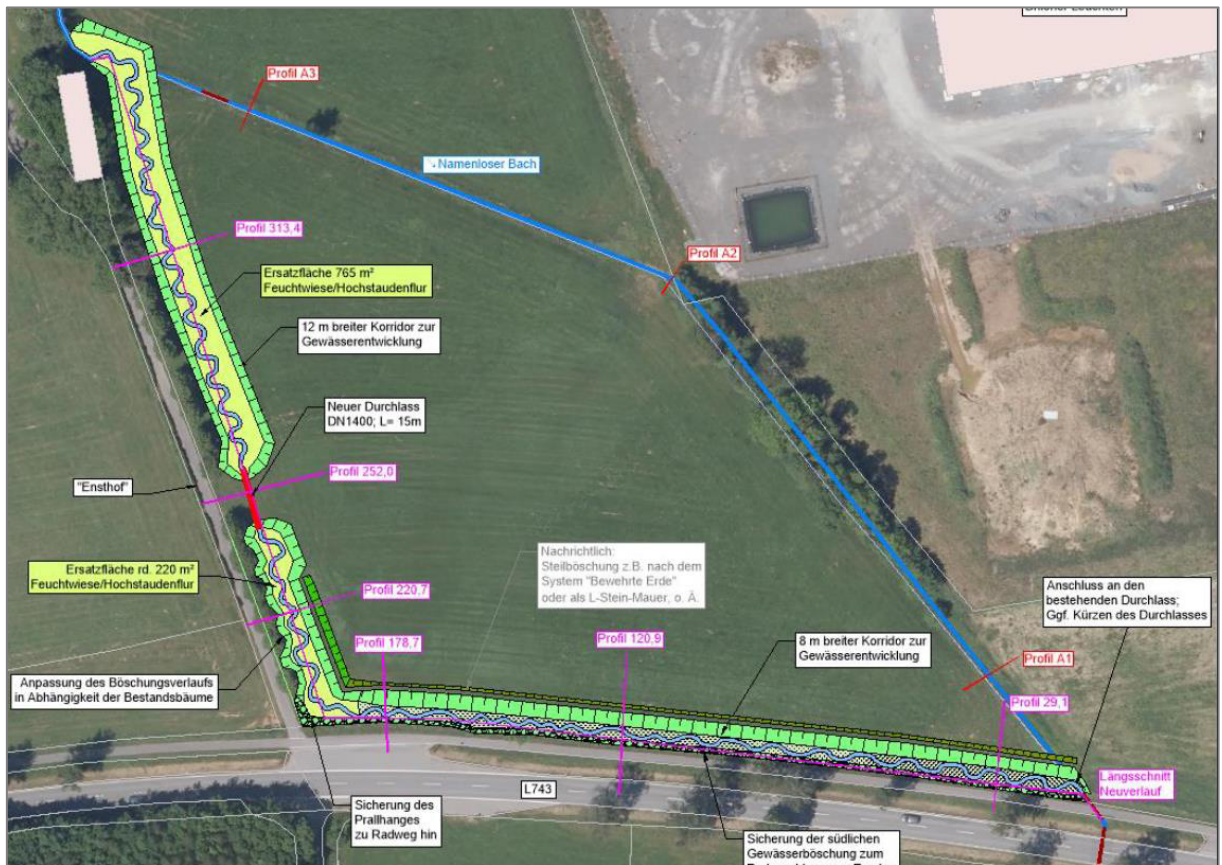 Profil A3
Namenloser Bach
Profil A2
Profil 313,4
Ersatzfläche 765 m²
Feuchtwiese/Hochstaudenflur
12 m breiter Korridor zur
Gewässerentwicklung
Neuer Durchlass
DN1400; L= 15m
Profil 252,0
"Ensthof"
Ersatzfläche rd. 220 m²
Feuchtwiese/Hochstaudenflur
Nachrichtlich:
Steilböschung z.B. nach dem
System "Bewehrte Erde"
oder als L-Stein-Mauer, o. Ä.
Profil 220,7
Anschluss an den
bestehenden Durchlass;
Ggf. Kürzen des Durchlasses
Profil 178,7
Profil 120,9
8 m breiter Korridor zur
Gewässerentwicklung
Profil A1
Anpassung des Böschungsverlaufs
in Abhängigkeit der Bestandsbäume
Profil 29,1
Längsschnitt
Neuverlauf
L743
Sicherung des
Prallhanges
zu Radweg hin
Sicherung der südlichen
Gewässerböschung zum